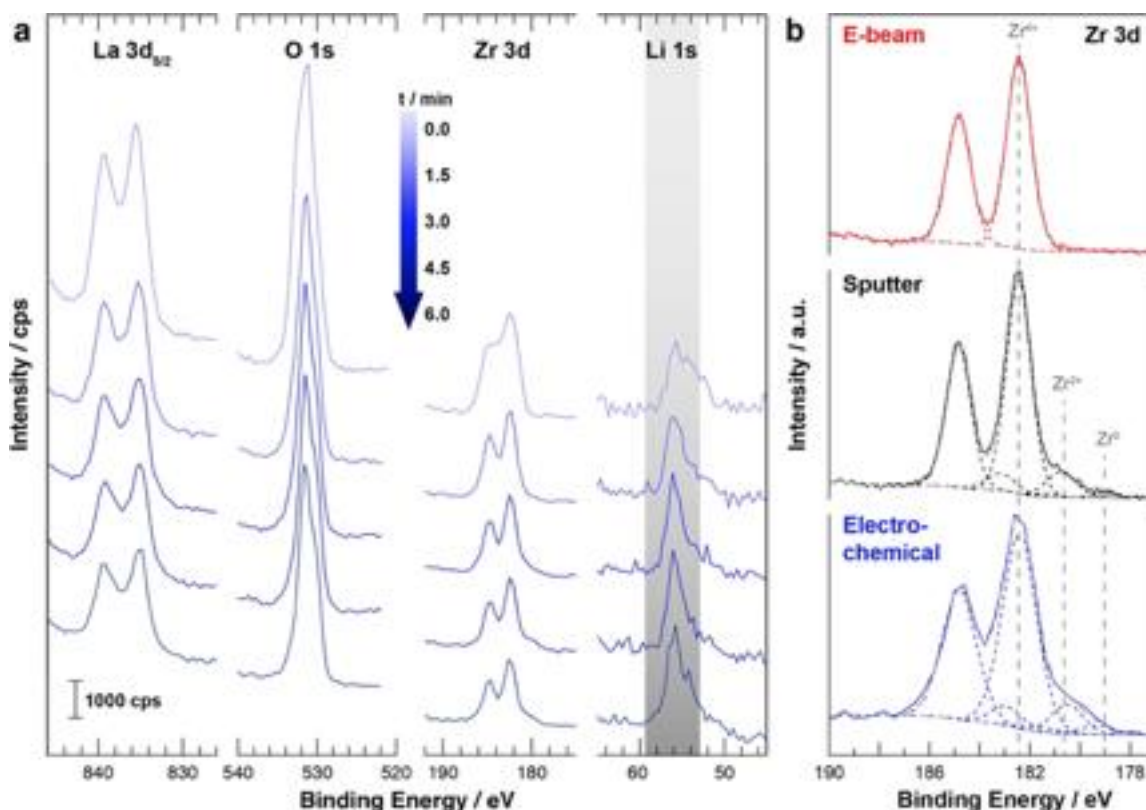 a
La 3d5/2
O 1s
Zr 3d
Li 1s
t / min
0.0
1.5
3.0
4.5
6.0
Intensity / cps
1000 cps
840 830 540 530 520 190 180 60 50
Binding Energy / eV
b
E-beam
Zr4+
Zr 3d
Sputter
Zr2+
Zr0
Electro-
chemical
Intensity / a.u.
190 186 182 178
Binding Energy / eV